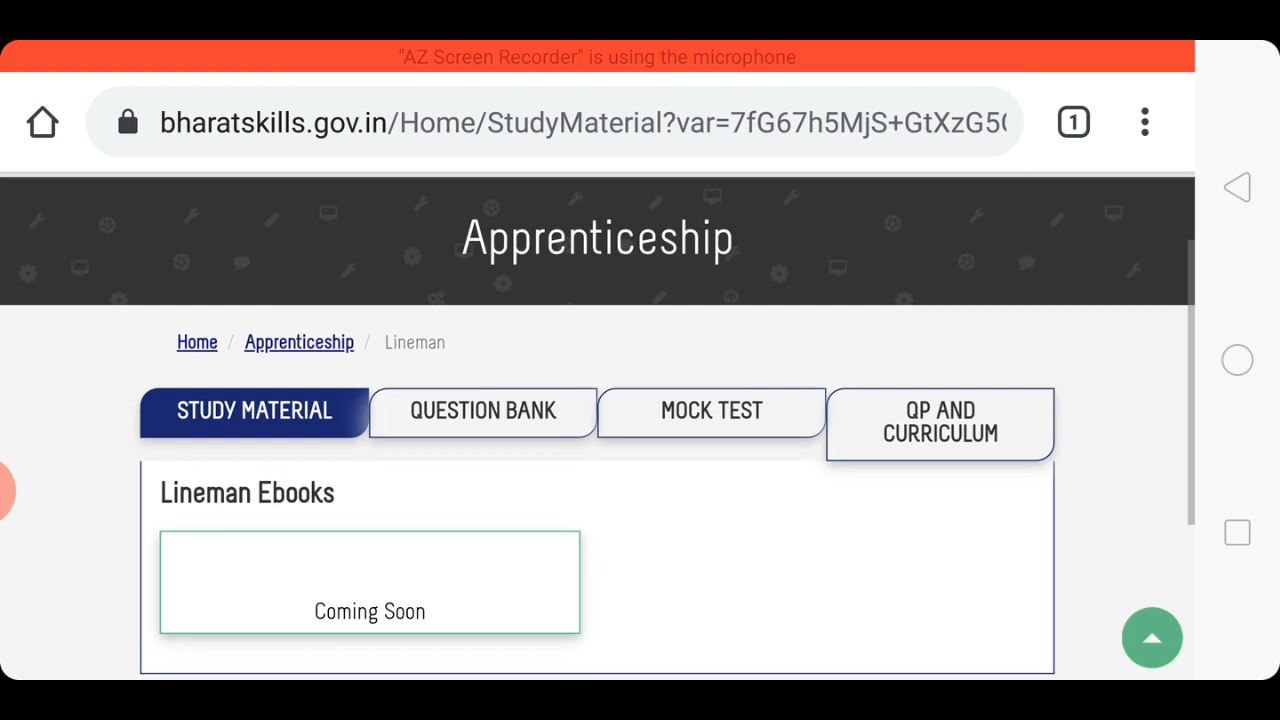 "AZ Screen Recorder" is using the microphone
bharatskills.gov.in/Home/StudyMaterial?var=7fG67h5MjS+GtXzG5
1
Apprenticeship
Home / Apprenticeship / Lineman
STUDY MATERIAL
QUESTION BANK
MOCK TEST
QP AND
CURRICULUM
Lineman Ebooks
Coming Soon